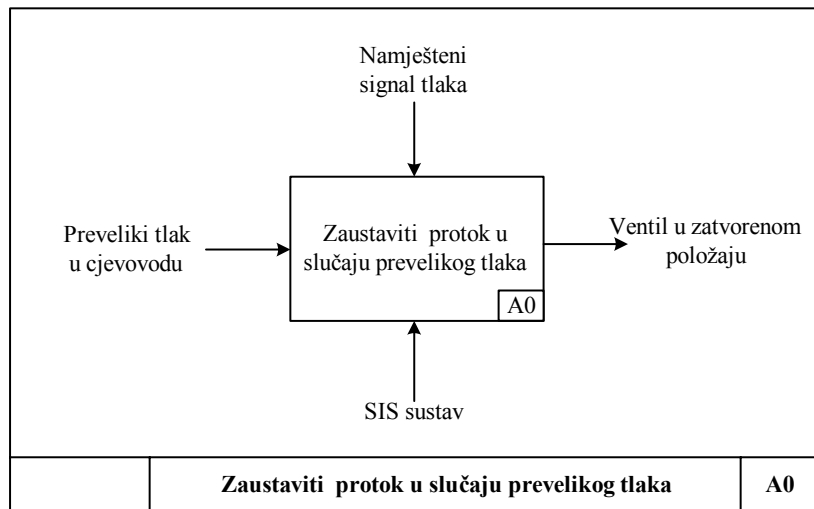 Namješteni
signal tlaka
Preveliki tlak
u cjevovodu
Zaustaviti protok u
slučaju prevelikog tlaka
A0
Ventil u zatvorenom
položaju
SIS sustav
Zaustaviti protok u slučaju prevelikog tlaka
A0